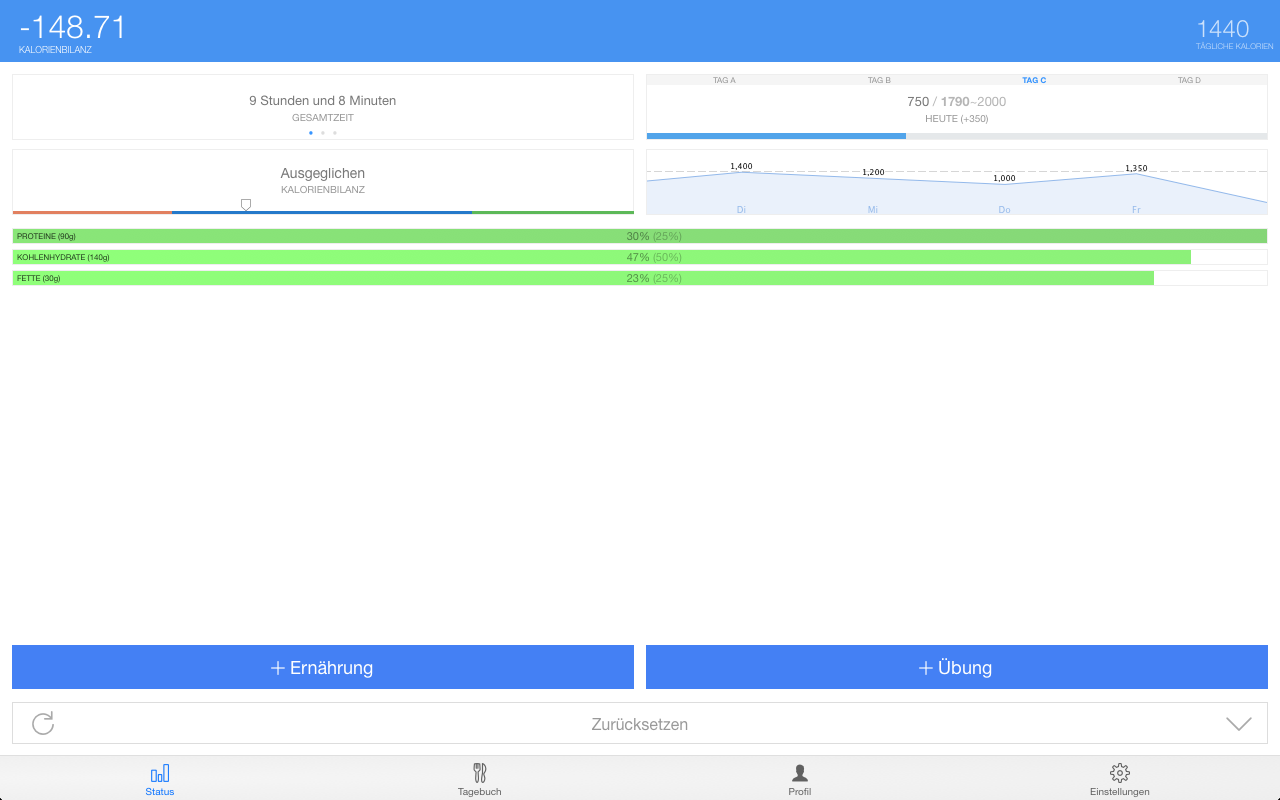 -148.71
KALORIENBILANZ
1440
TÄGLICHE KALORIEN
9 Stunden und 8 Minuten
GESAMTZEIT
TAG A TAG B TAG C TAG D
750 / 1790~2000
HEUTE (+350)
Ausgeglichen
KALORIENBILANZ
1,400 1,200 1,000 1,350
Di Mi Do Fr
PROTEINE (90g) 30% (25%)
KOHLENHYDRATE (140g) 47% (50%)
FETTE (30g) 23% (25%)
+ Ernährung
+ Übung
Zurücksetzen
Status Tagebuch Profil Einstellungen